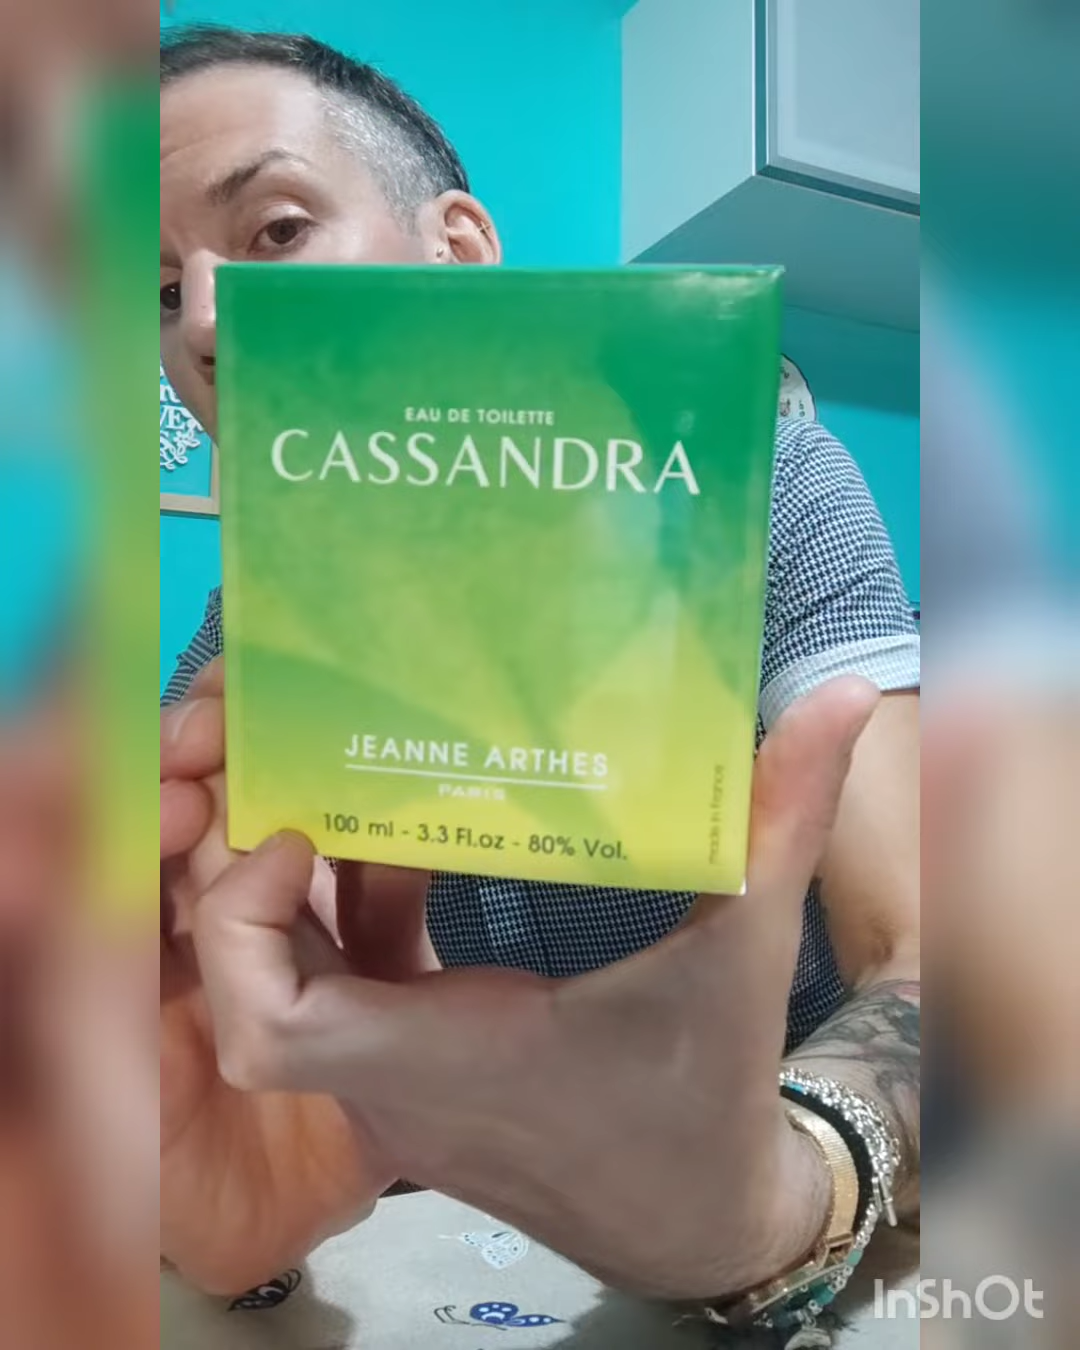 EAU DE TOILETTE
CASSANDRA
JEANNE ARTHES
PARIS
100 ml - 3.3 Fl.oz - 80% Vol.
made in France
InShOt